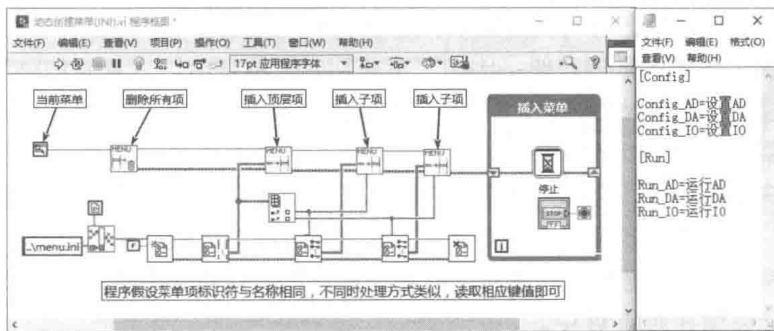 动态创建菜单(INI).vi 程序框图 *
文件(F) 编辑(E) 查看(V) 项目(P) 操作(O) 工具(T) 窗口(W) 帮助(H)
17pt 应用程序字体
当前菜单
删除所有项
插入顶层项
插入子项
插入子项
插入菜单
MENU
MENU
MENU
MENU
停止
STOP
..\menu.ini
F
i
程序假设菜单项标识符与名称相同，不同时处理方式类似，读取相应键值即可
文件(F) 编辑(E) 格式(O)
查看(V) 帮助(H)
[Config]
Config_AD=设置AD
Config_DA=设置DA
Config_IO=设置IO
[Run]
Run_AD=运行AD
Run_DA=运行DA
Run_IO=运行IO